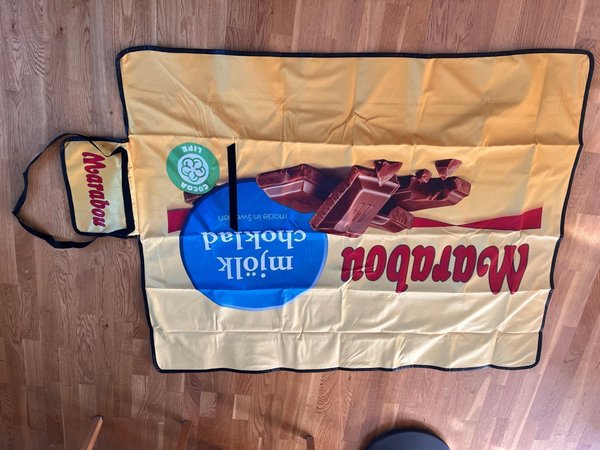 Marabou
Marabou
mjölk
choklad
made in Sweden
COCOA
LIFE